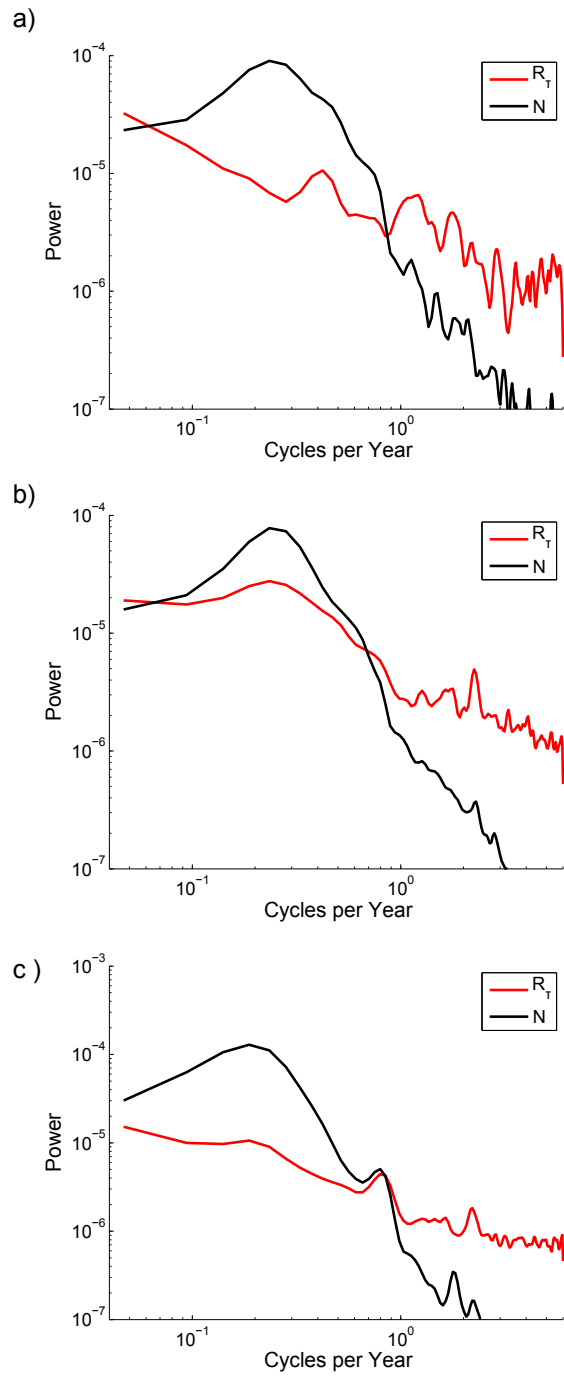 a)
10⁻⁴
10⁻⁵
10⁻⁶
10⁻⁷
Power
R_T
N
10⁻¹ 10⁰
Cycles per Year
b)
10⁻⁴
10⁻⁵
10⁻⁶
10⁻⁷
Power
R_T
N
10⁻¹ 10⁰
Cycles per Year
c )
10⁻³
10⁻⁴
10⁻⁵
10⁻⁶
10⁻⁷
Power
R_T
N
10⁻¹ 10⁰
Cycles per Year